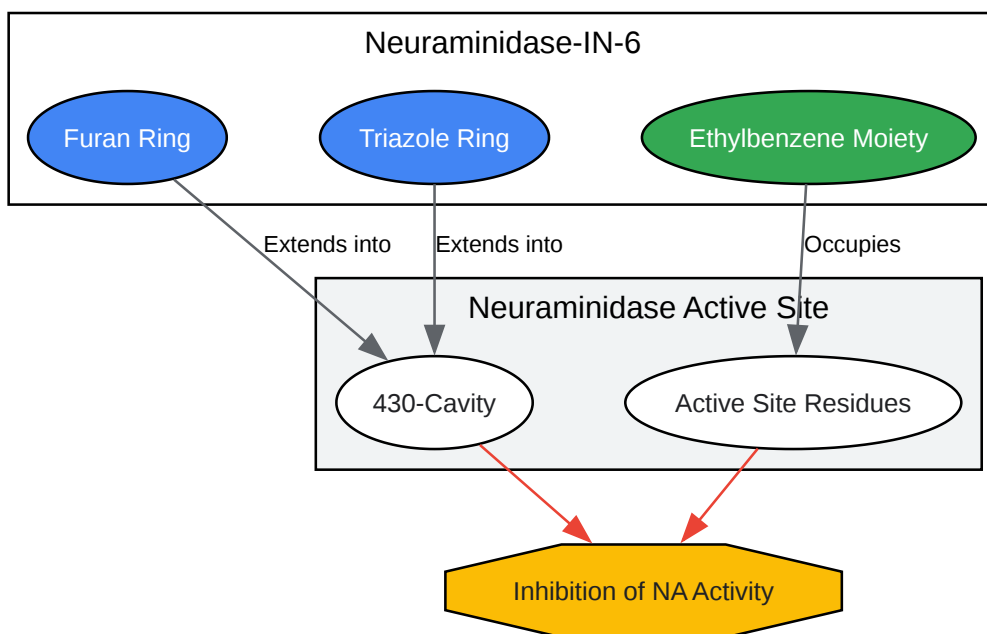 Neuraminidase-IN-6
Furan Ring
Triazole Ring
Ethylbenzene Moiety
Extends into
Extends into
Occupies
Neuraminidase Active Site
430-Cavity
Active Site Residues
Inhibition of NA Activity